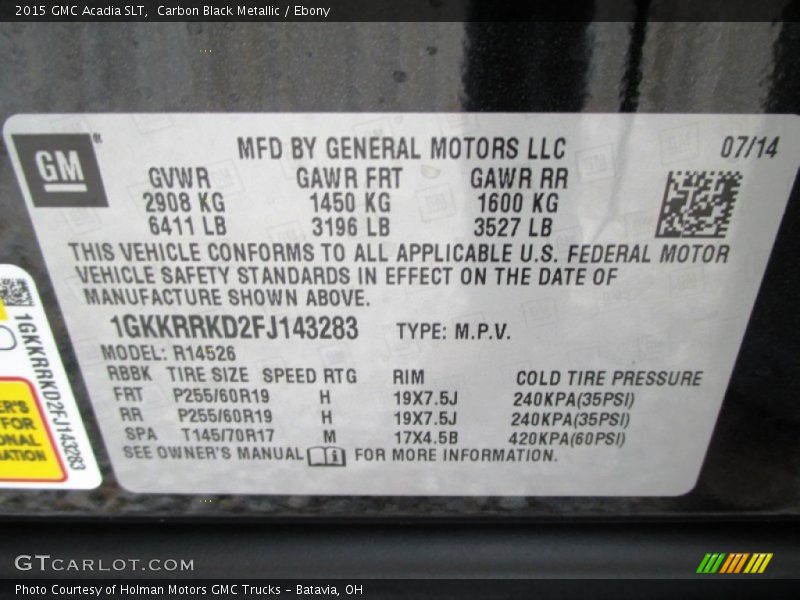 2015 GMC Acadia SLT,  Carbon Black Metallic / Ebony
GM
MFD BY GENERAL MOTORS LLC 07/14
GVWR GAWR FRT GAWR RR
2908 KG 1450 KG 1600 KG
6411 LB 3196 LB 3527 LB
THIS VEHICLE CONFORMS TO ALL APPLICABLE U.S. FEDERAL MOTOR
VEHICLE SAFETY STANDARDS IN EFFECT ON THE DATE OF
MANUFACTURE SHOWN ABOVE.
1GKKRRKD2FJ143283 TYPE: M.P.V.
MODEL: R14526
RBBK TIRE SIZE SPEED RTG RIM COLD TIRE PRESSURE
FRT P255/60R19 H 19X7.5J 240KPA(35PSI)
RR P255/60R19 H 19X7.5J 240KPA(35PSI)
SPA T145/70R17 M 17X4.5B 420KPA(60PSI)
SEE OWNER'S MANUAL FOR MORE INFORMATION.
1GKKRRKD2FJ143283
ER'S
FOR
ONAL
MATION
GTCARLOT.COM
Photo Courtesy of Holman Motors GMC Trucks - Batavia, OH